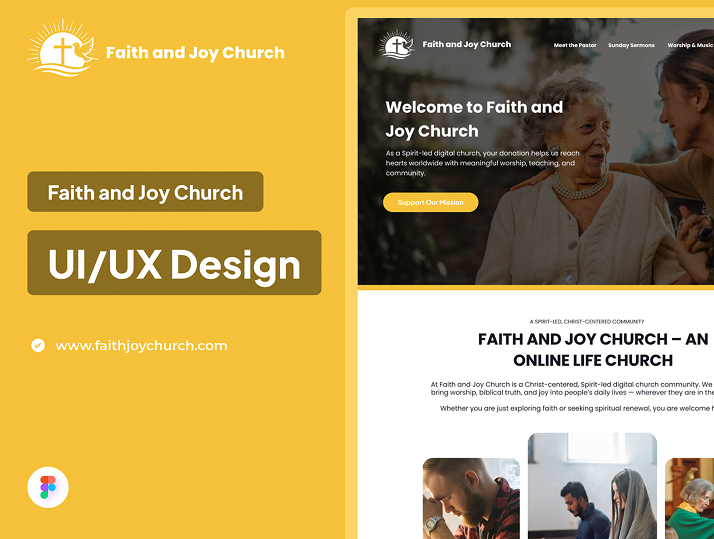 Faith and Joy Church
Faith and Joy Church
UI/UX Design
www.faithjoychurch.com
Faith and Joy Church
Meet the Pastor
Sunday Sermons
Worship & Music
Welcome to Faith and
Joy Church
As a Spirit-led digital church, your donation helps us reach
hearts worldwide with meaningful worship, teaching, and
community.
Support Our Mission
A SPIRIT-LED, CHRIST-CENTERED COMMUNITY
FAITH AND JOY CHURCH – AN
ONLINE LIFE CHURCH
At Faith and Joy Church is a Christ-centered, Spirit-led digital church community. We
bring worship, biblical truth, and joy into people's daily lives — wherever they are in the
Whether you are just exploring faith or seeking spiritual renewal, you are welcome